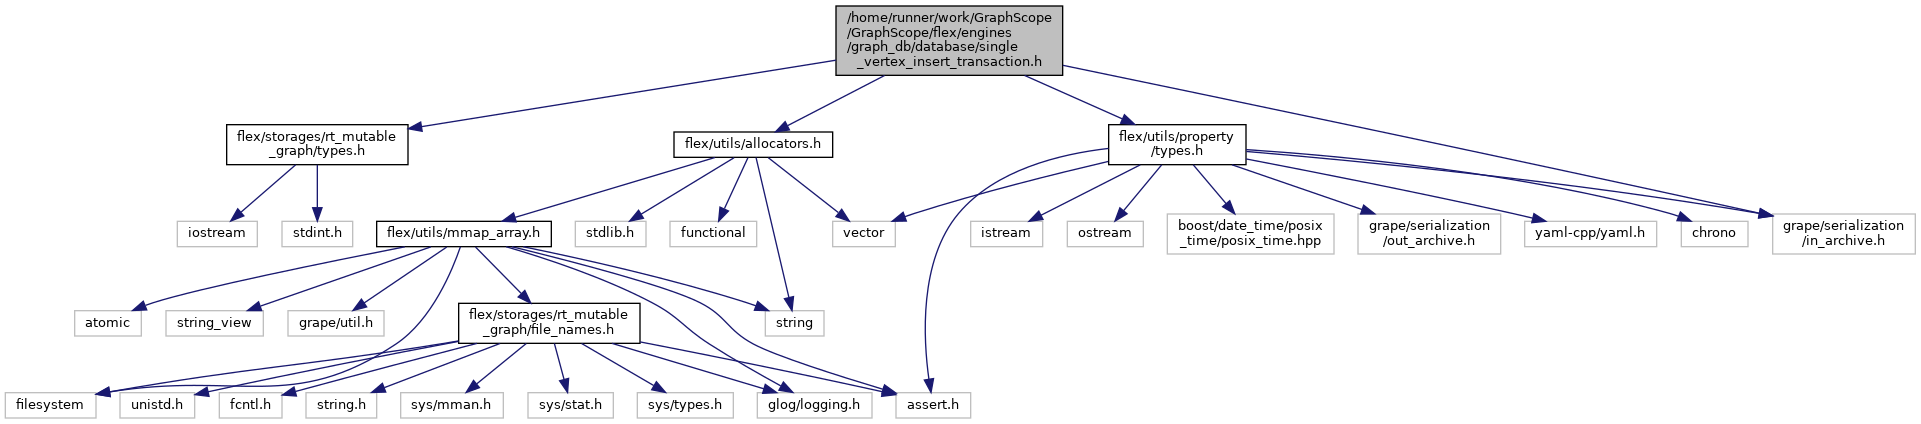 /home/runner/work/GraphScope
/GraphScope/flex/engines
/graph_db/database/single
_vertex_insert_transaction.h
flex/storages/rt_mutable
_graph/types.h
flex/utils/allocators.h
flex/utils/property
/types.h
iostream
stdint.h
flex/utils/mmap_array.h
stdlib.h
functional
vector
istream
ostream
boost/date_time/posix
_time/posix_time.hpp
grape/serialization
/out_archive.h
yaml-cpp/yaml.h
chrono
grape/serialization
/in_archive.h
atomic
string_view
grape/util.h
flex/storages/rt_mutable
_graph/file_names.h
string
filesystem
unistd.h
fcntl.h
string.h
sys/mman.h
sys/stat.h
sys/types.h
glog/logging.h
assert.h